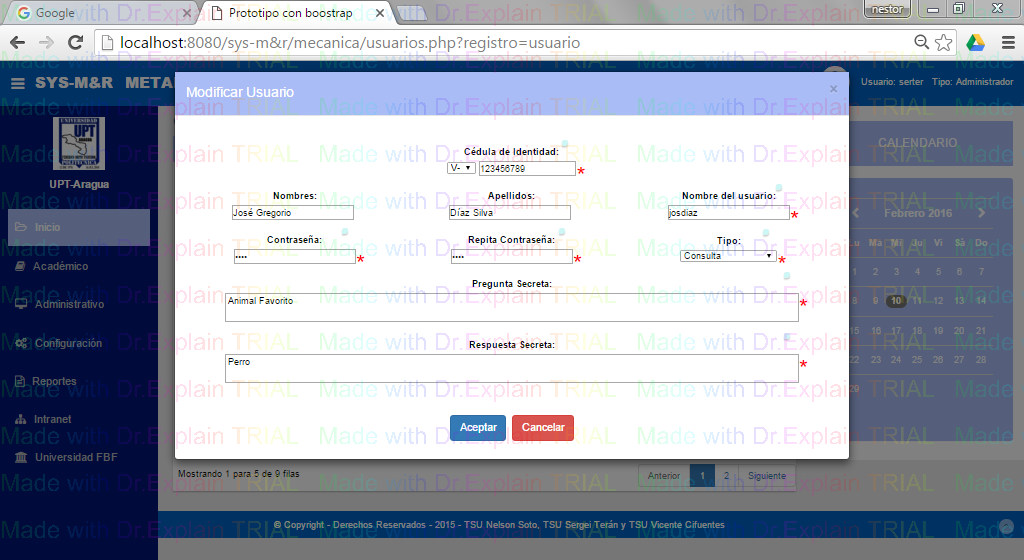 Google
Prototipo con boostrap
nestor
localhost:8080/sys-m&r/mecanica/usuarios.php?registro=usuario
SYS-M&R META
Usuario: serter Tipo: Administrador
Modificar Usuario ×
UNIVERSIDAD
UPT
ARAGUA
POLITECNICA
UPT-Aragua
Inicio
Académico
Administrativo
Configuración
Reportes
Intranet
Universidad FBF
Cédula de Identidad:
V- 123456789 *
Nombres: Apellidos: Nombre del usuario:
José Gregorio Díaz Silva josdiaz *
Contraseña: Repita Contraseña: Tipo:
•••• * •••• * Consulta *
Pregunta Secreta:
Animal Favorito *
Respuesta Secreta:
Perro *
Aceptar Cancelar
CALENDARIO
Febrero 2016
Lu Ma Mi Ju Vi Sá Do
1 2 3 4 5 6 7
8 9 10 11 12 13 14
15 16 17 18 19 20 21
22 23 24 25 26 27 28
29
Mostrando 1 para 5 de 9 filas
Anterior 1 2 Siguiente
© Copyright - Derechos Reservados - 2015 - TSU Nelson Soto, TSU Sergei Terán y TSU Vicente Cifuentes
Made with Dr.Explain TRIAL